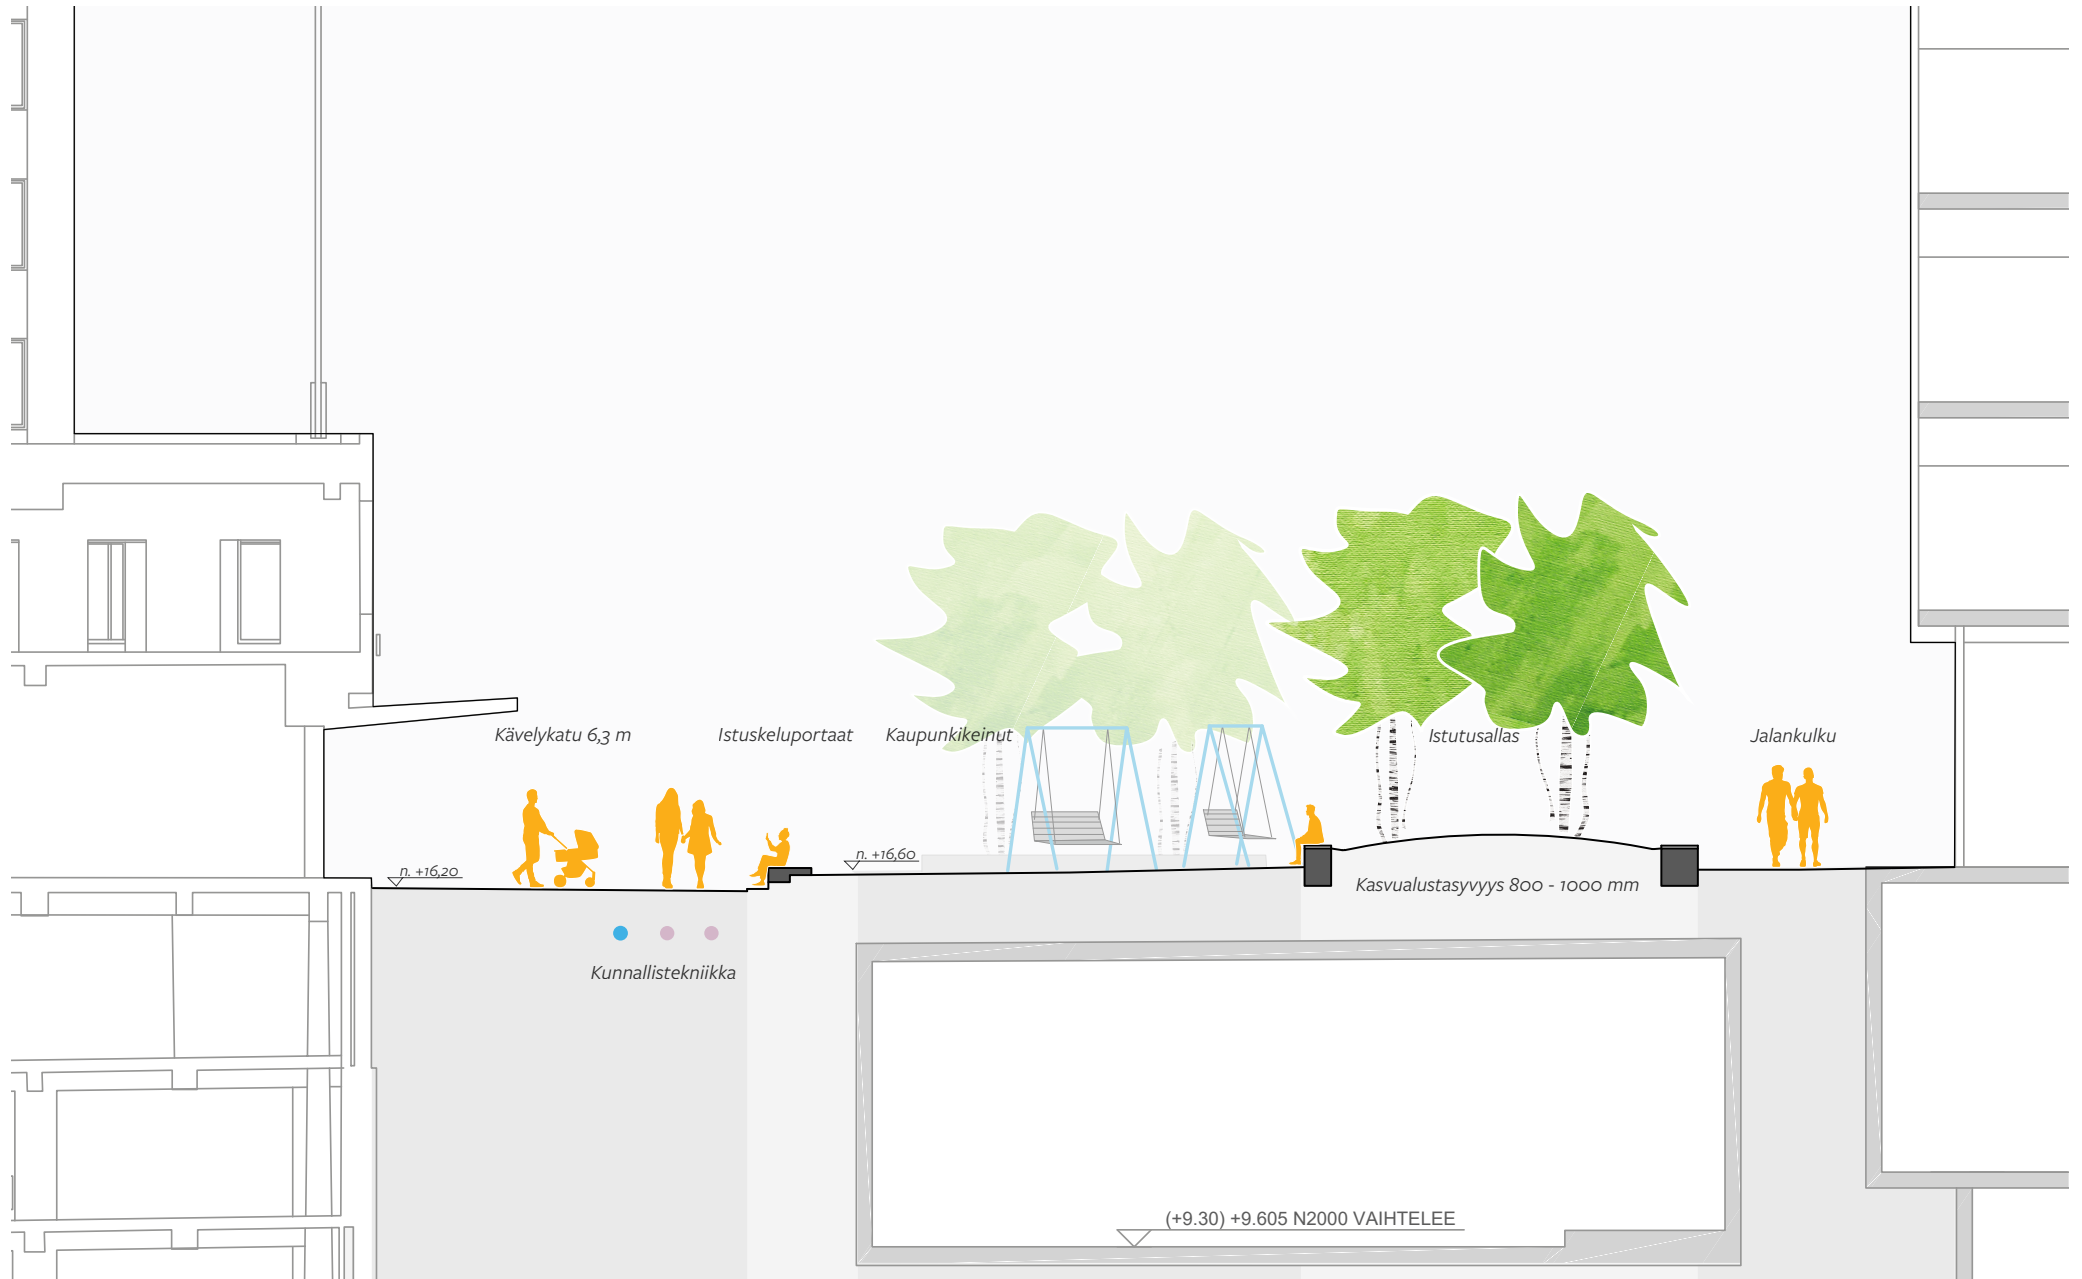 Kävelykatu 6,3 m
Istuskeluportaat
Kaupunkikeinut
Istutusallas
Jalankulku
n. +16,20
n. +16,60
Kasvualustasyvyys 800 - 1000 mm
Kunnallistekniikka
(+9.30) +9.605 N2000 VAIHTELEE